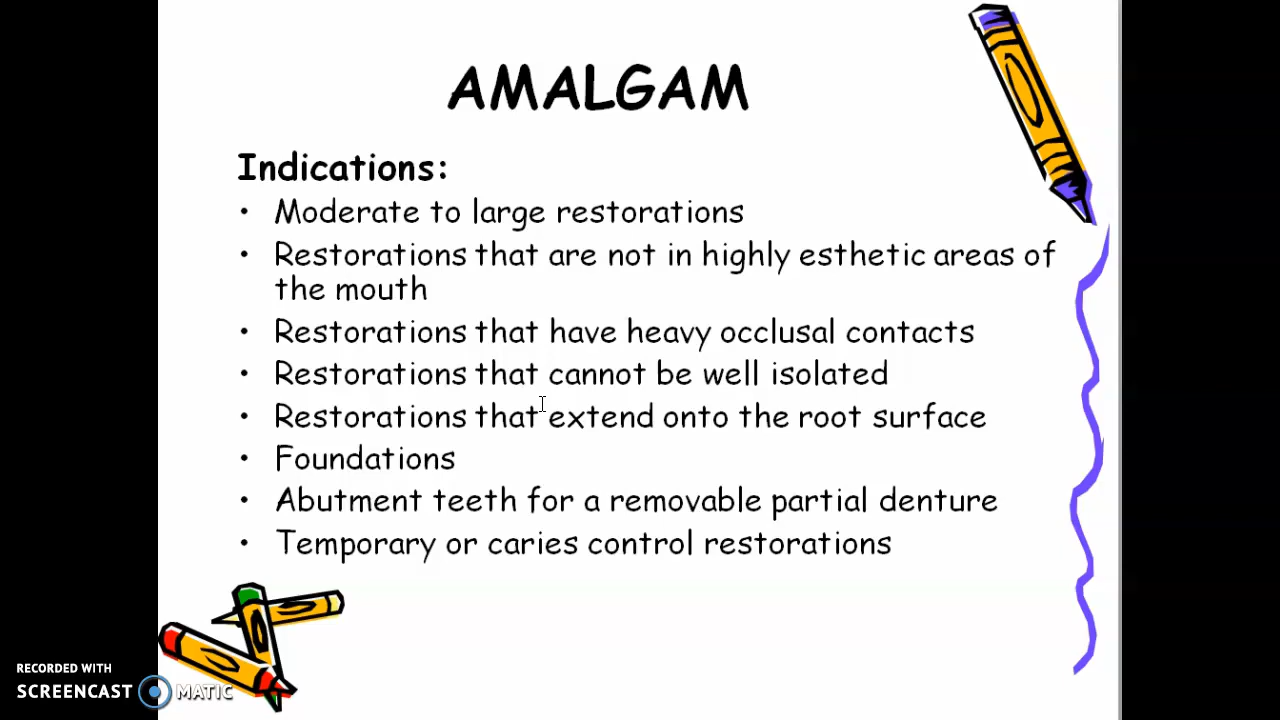 AMALGAM
Indications:
• Moderate to large restorations
• Restorations that are not in highly esthetic areas of
the mouth
• Restorations that have heavy occlusal contacts
• Restorations that cannot be well isolated
• Restorations that extend onto the root surface
• Foundations
• Abutment teeth for a removable partial denture
• Temporary or caries control restorations
RECORDED WITH
SCREENCAST MATIC